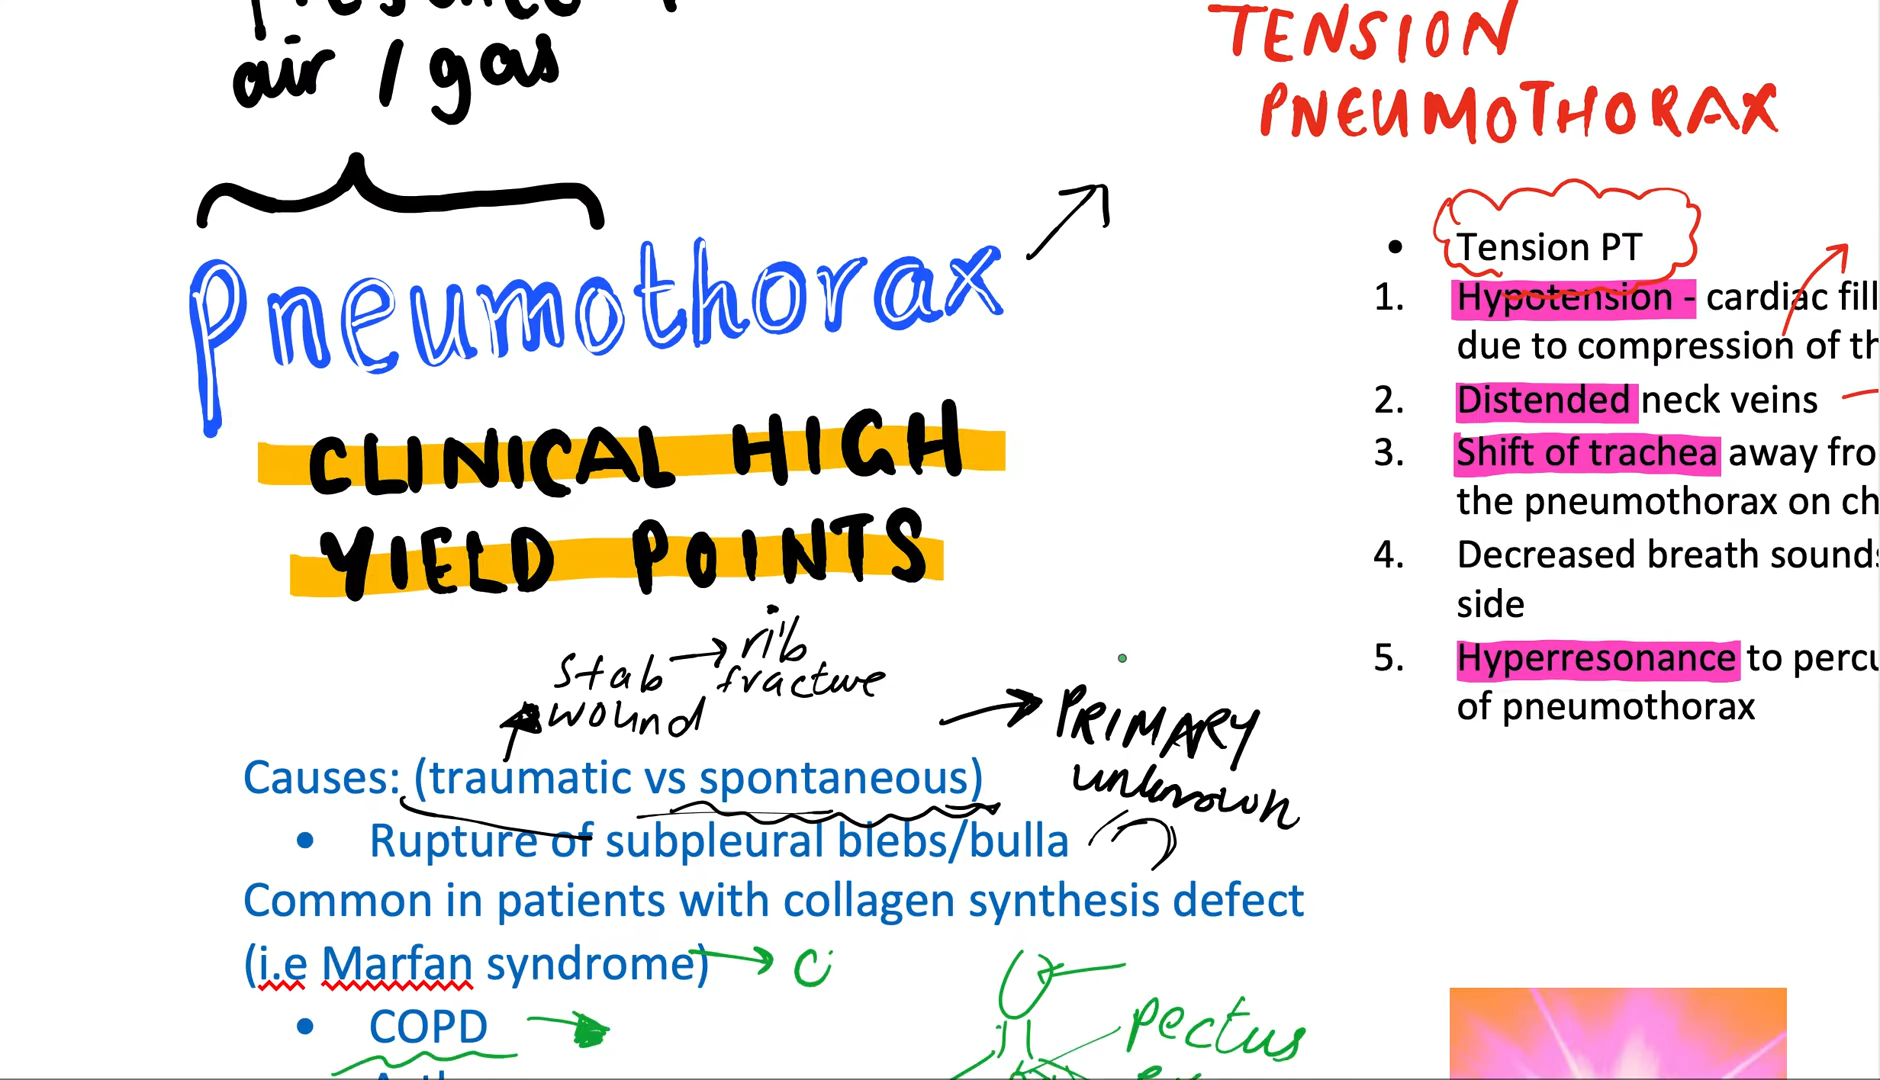 air / gas
Pneumothorax
CLINICAL HIGH
YIELD POINTS
stab → rib
wound fracture
PRIMARY
unknown
Causes: (traumatic vs spontaneous)
• Rupture of subpleural blebs/bulla
Common in patients with collagen synthesis defect
(i.e Marfan syndrome)
• COPD
pectus
TENSION
PNEUMOTHORAX
• Tension PT
1. Hypotension - cardiac fill
due to compression of th
2. Distended neck veins
3. Shift of trachea away fro
the pneumothorax on ch
4. Decreased breath sounds
side
5. Hyperresonance to percu
of pneumothorax